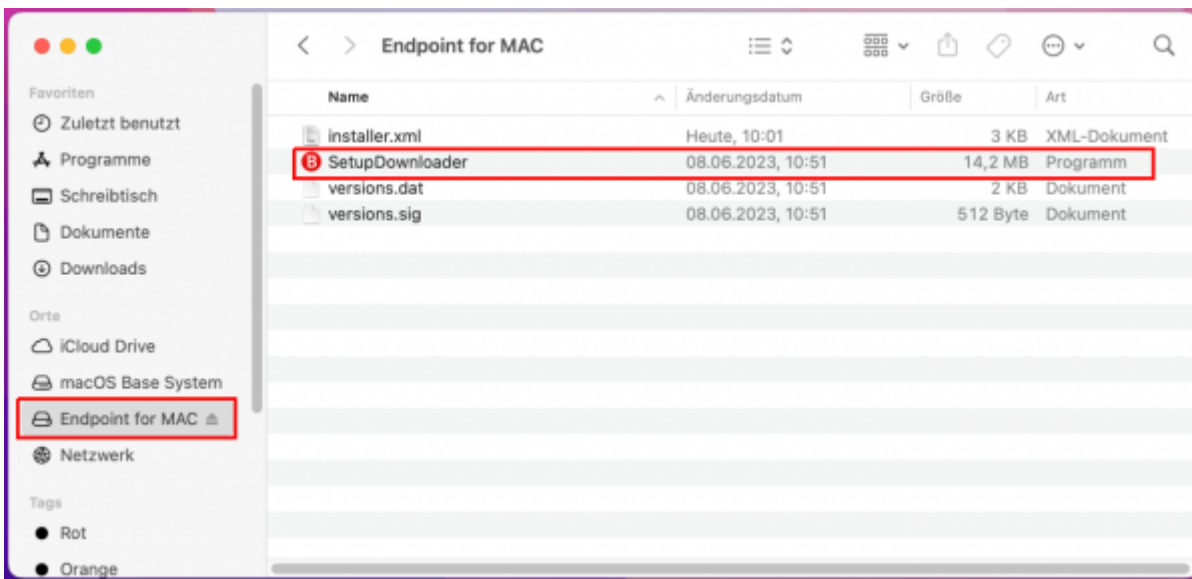 Endpoint for MAC
Favoriten
Zuletzt benutzt
Programme
Schreibtisch
Dokumente
Downloads
Orte
iCloud Drive
macOS Base System
Endpoint for MAC
Netzwerk
Tags
Rot
Orange
Name Änderungsdatum Größe Art
installer.xml Heute, 10:01 3 KB XML-Dokument
B SetupDownloader 08.06.2023, 10:51 14,2 MB Programm
versions.dat 08.06.2023, 10:51 2 KB Dokument
versions.sig 08.06.2023, 10:51 512 Byte Dokument